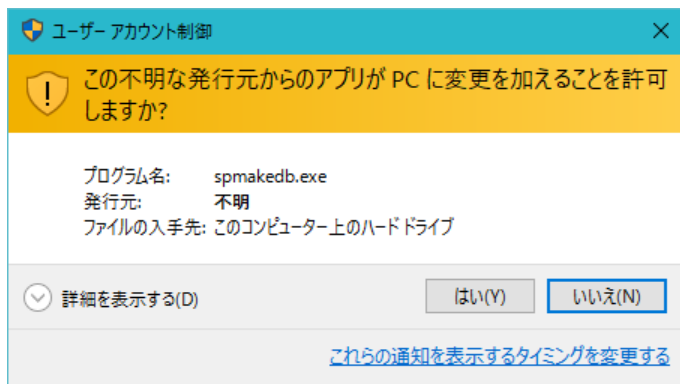 ユーザー アカウント制御
この不明な発行元からのアプリが PC に変更を加えることを許可
しますか?
プログラム名: spmakedb.exe
発行元: 不明
ファイルの入手先: このコンピューター上のハード ドライブ
詳細を表示する(D)
はい(Y)
いいえ(N)
これらの通知を表示するタイミングを変更する